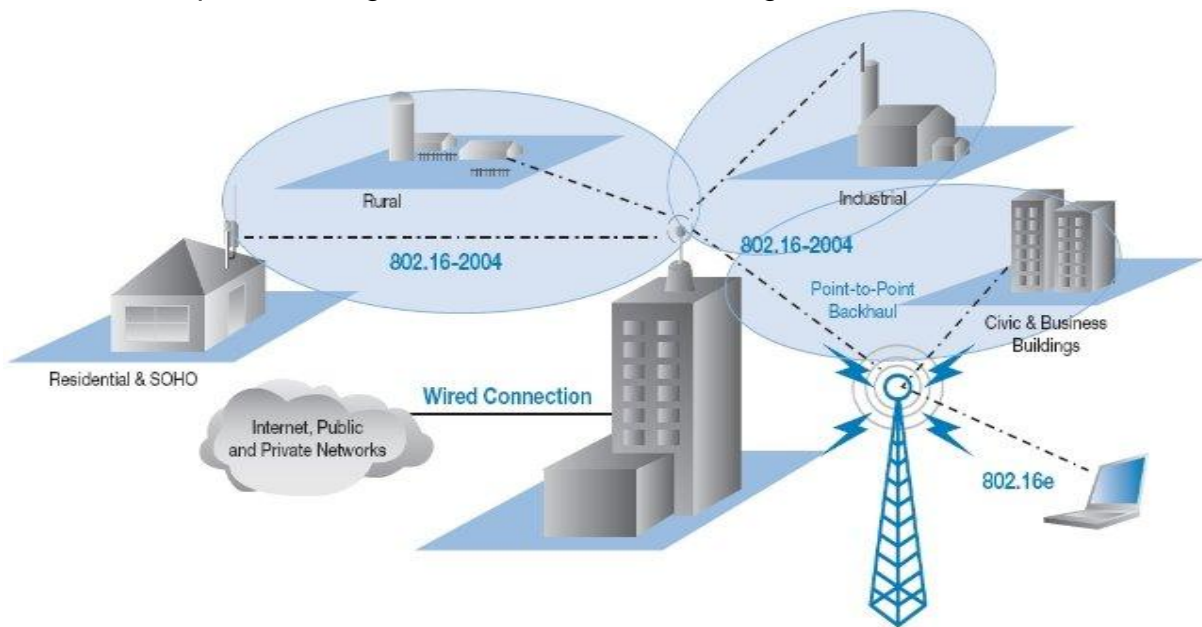 Rural
Industrial
802.16-2004
802.16-2004
Point-to-Point
Backhaul
Civic & Business
Buildings
Residential & SOHO
Wired Connection
Internet, Public
and Private Networks
802.16e